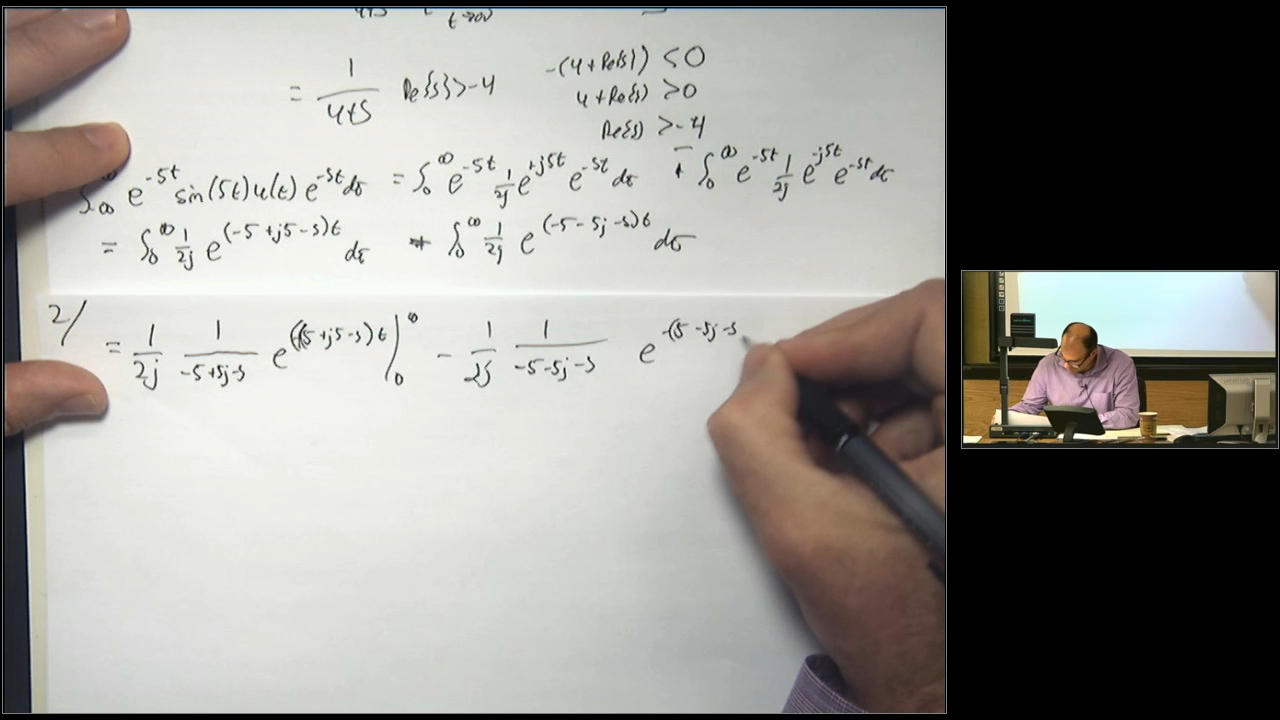 t→∞
= 1/(4+s) Re{s}>-4 -(4+Re{s}) < 0
4+Re{s} > 0
Re{s} > -4
∫_∞^∞ e^{-5t} sin(5t)u(t) e^{-st} dt = ∫_0^∞ e^{-5t} 1/2j e^{+j5t} e^{-st} dt - ∫_0^∞ e^{-5t} 1/2j e^{-j5t} e^{-st} dt
= ∫_0^∞ 1/2j e^{(-5+j5-s)t} dt - ∫_0^∞ 1/2j e^{(-5-5j-s)t} dt
2/ = 1/2j 1/(-5+5j-s) e^{(-5+j5-s)t} |_0^∞ - 1/2j 1/(-5-5j-s) e^{-(5-5j-s